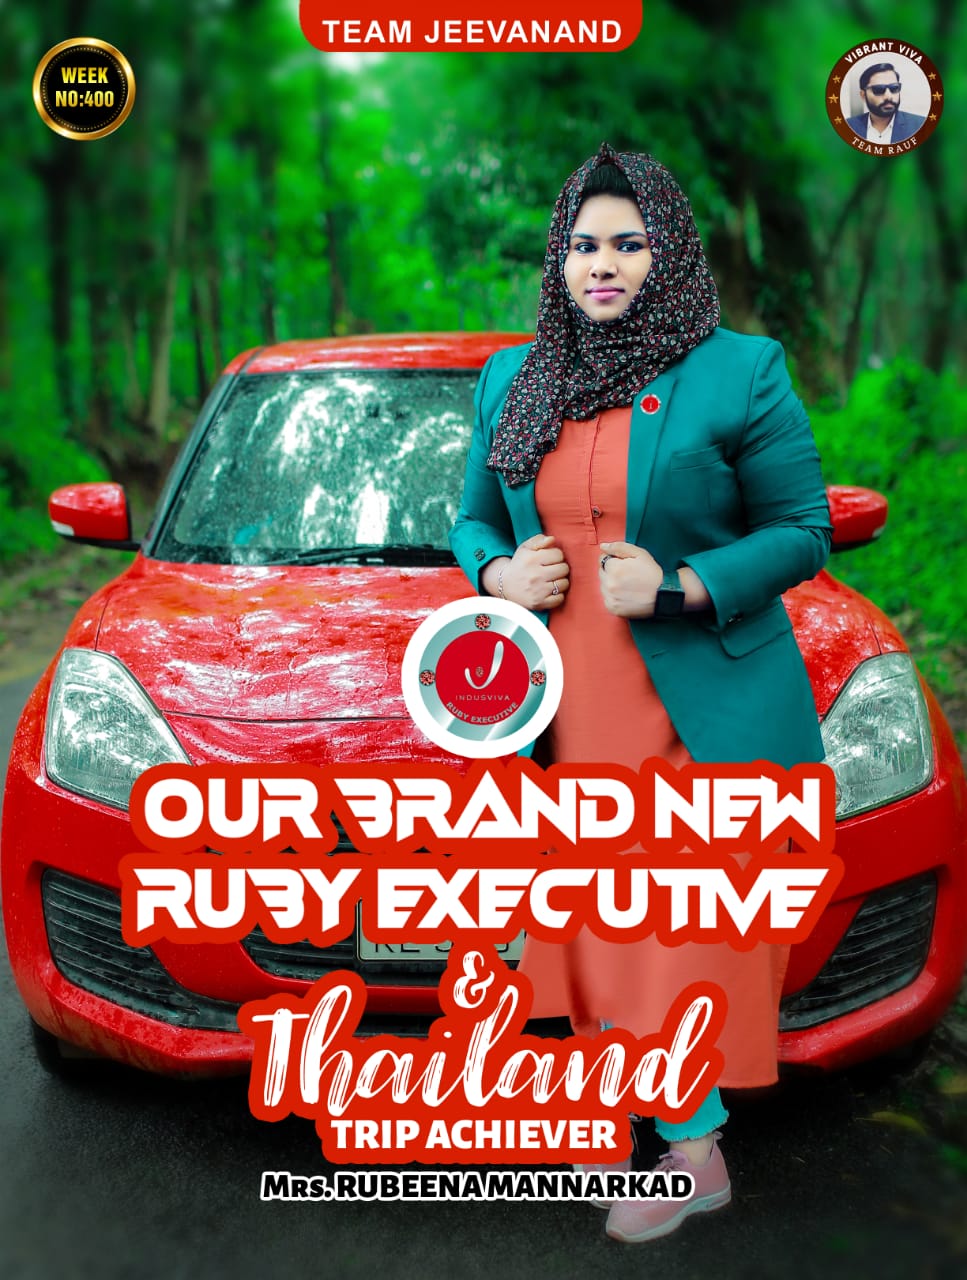 TEAM JEEVANAND
WEEK
NO:400
VIBRANT VIVA
TEAM RAUF
INDUSVIVA
RUBY EXECUTIVE
OUR BRAND NEW
RUBY EXECUTIVE
&
Thailand
TRIP ACHIEVER
Mrs. RUBEENA MANNARKAD